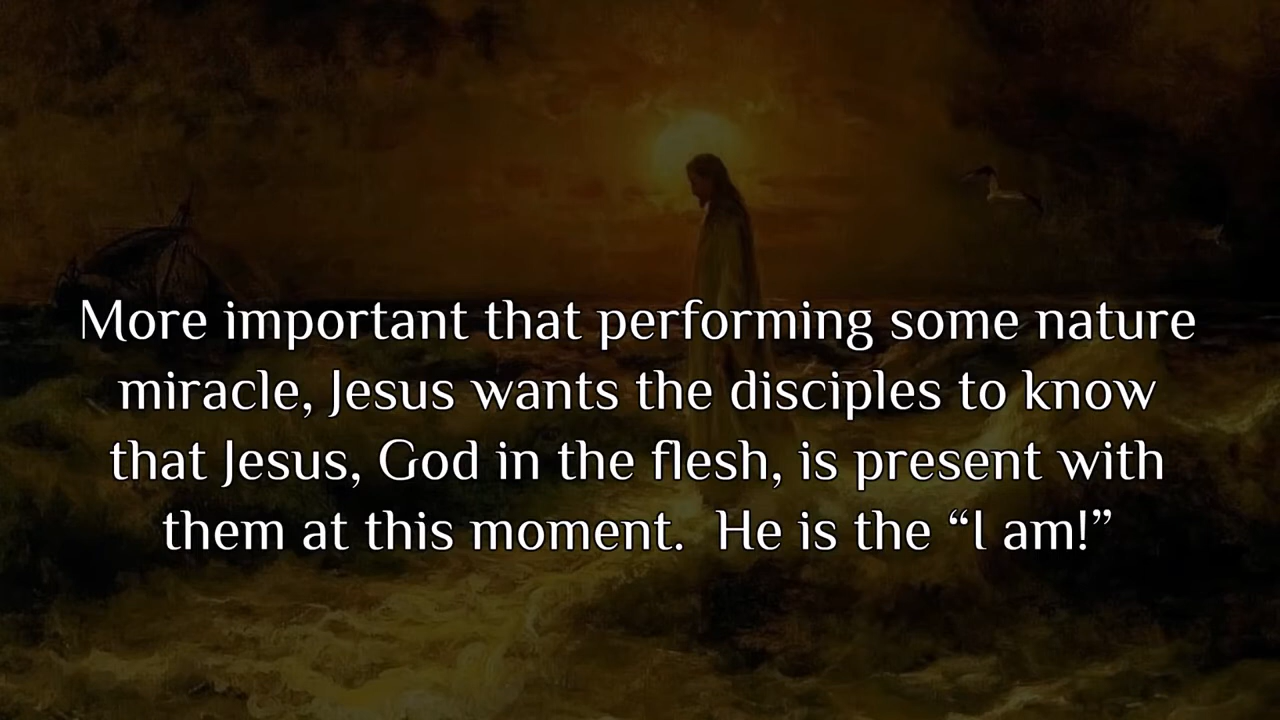 More important that performing some nature
miracle, Jesus wants the disciples to know
that Jesus, God in the flesh, is present with
them at this moment.  He is the “I am!”